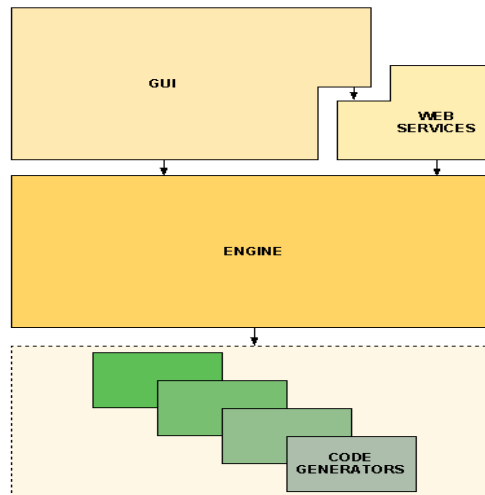 GUI
WEB
SERVICES
ENGINE
CODE
GENERATORS